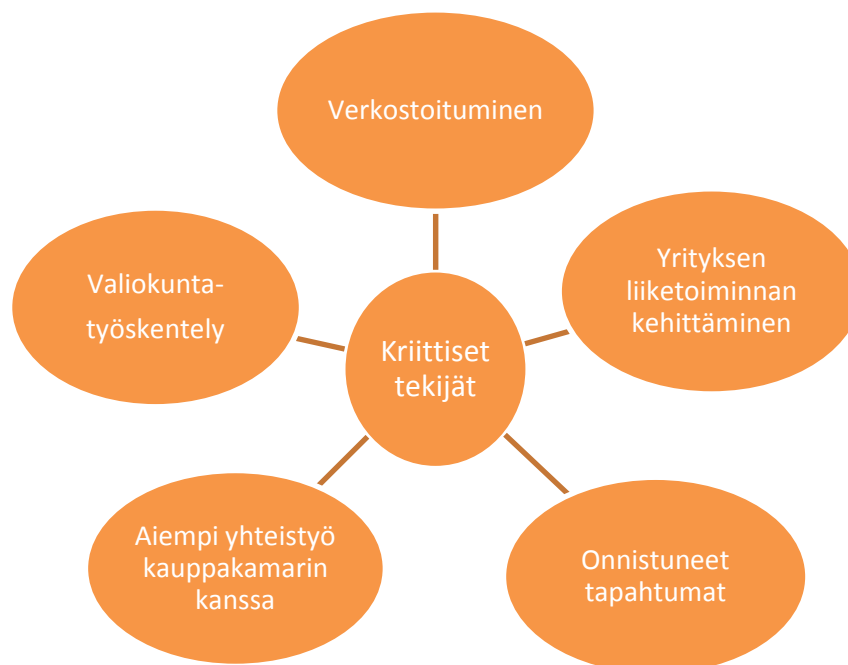 Verkostoituminen
Yrityksen
liiketoiminnan
kehittäminen
Valiokunta-
työskentely
Kriittiset
tekijät
Aiempi yhteistyö
kauppakamarin
kanssa
Onnistuneet
tapahtumat